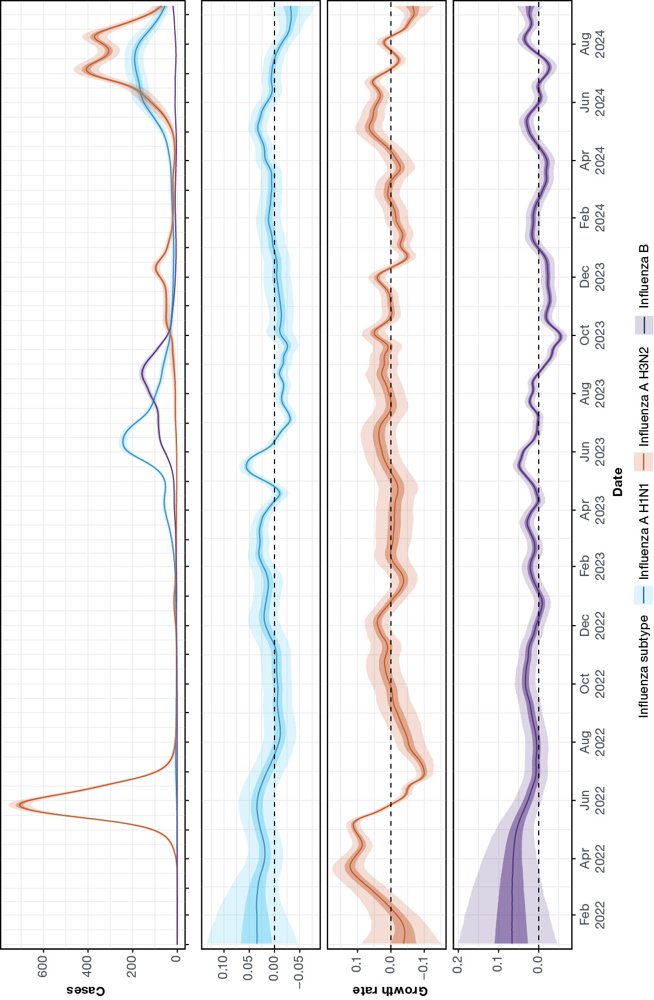 Cases
600
400
200
0
0.10
0.05
0.00
−0.05
Growth rate
0.1
0.0
−0.1
0.2
0.1
0.0
Feb
2022
Apr
2022
Jun
2022
Aug
2022
Oct
2022
Dec
2022
Feb
2023
Apr
2023
Jun
2023
Aug
2023
Oct
2023
Dec
2023
Feb
2024
Apr
2024
Jun
2024
Aug
2024
Date
Influenza subtype Influenza A H1N1 Influenza A H3N2 Influenza B